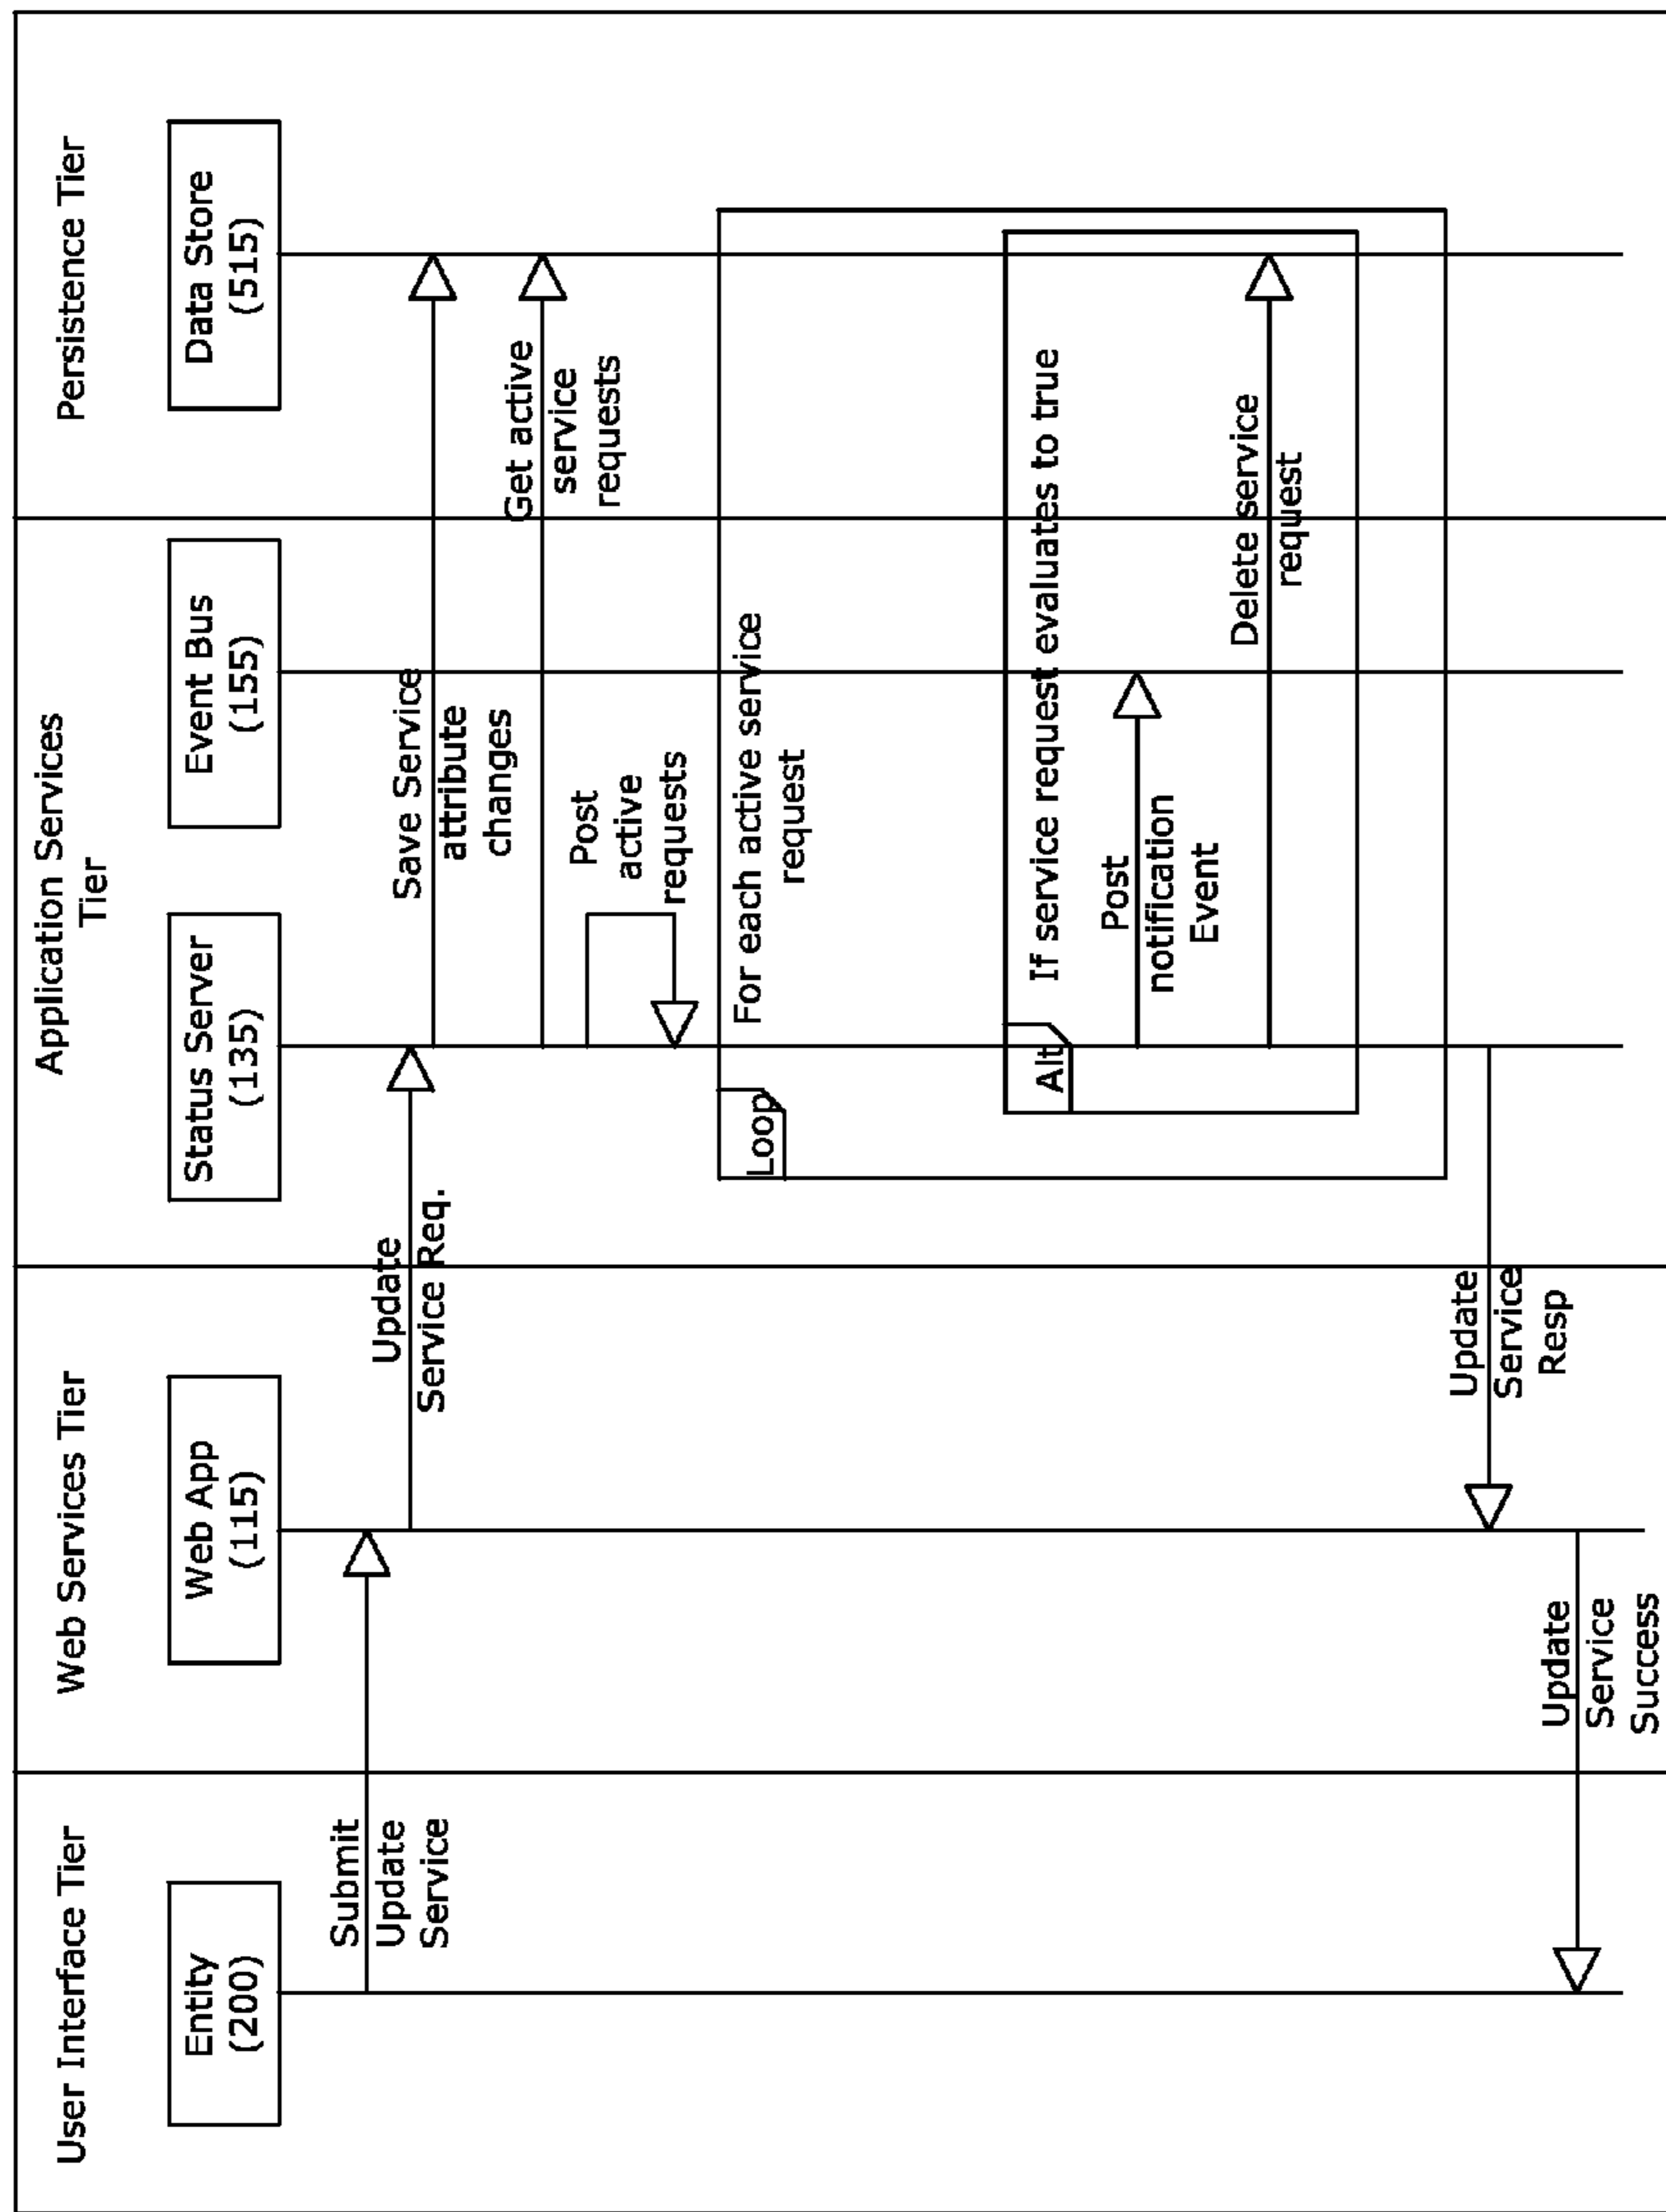 User Interface Tier
Web Services Tier
Application Services
Tier
Persistence Tier
Entity
(200)
Web App
(115)
Status Server
(135)
Event Bus
(155)
Data Store
(515)
Submit
Update
Service
Update
Service Req.
Save Service
attribute
changes
Get active
service
requests
Post
active
requests
Loop
For each active service
request
Alt
If service request evaluates to true
Post
notification
Event
Delete service
request
Update
Service
Resp
Update
Service
Success